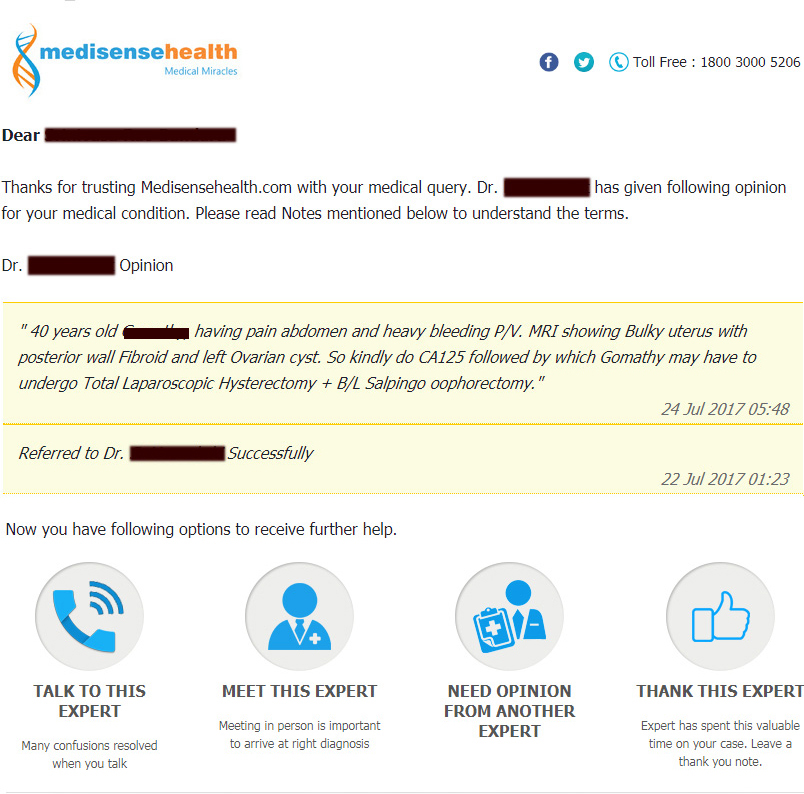 medisensehealth
Medical Miracles
Toll Free : 1800 3000 5206
Dear
Thanks for trusting Medisensehealth.com with your medical query. Dr. has given following opinion
for your medical condition. Please read Notes mentioned below to understand the terms.
Dr. Opinion
" 40 years old having pain abdomen and heavy bleeding P/V. MRI showing Bulky uterus with
posterior wall Fibroid and left Ovarian cyst. So kindly do CA125 followed by which Gomathy may have to
undergo Total Laparoscopic Hysterectomy + B/L Salpingo oophorectomy."
24 Jul 2017 05:48
Referred to Dr. Successfully
22 Jul 2017 01:23
Now you have following options to receive further help.
TALK TO THIS
EXPERT
Many confusions resolved
when you talk
MEET THIS EXPERT
Meeting in person is important
to arrive at right diagnosis
NEED OPINION
FROM ANOTHER
EXPERT
THANK THIS EXPERT
Expert has spent this valuable
time on your case. Leave a
thank you note.